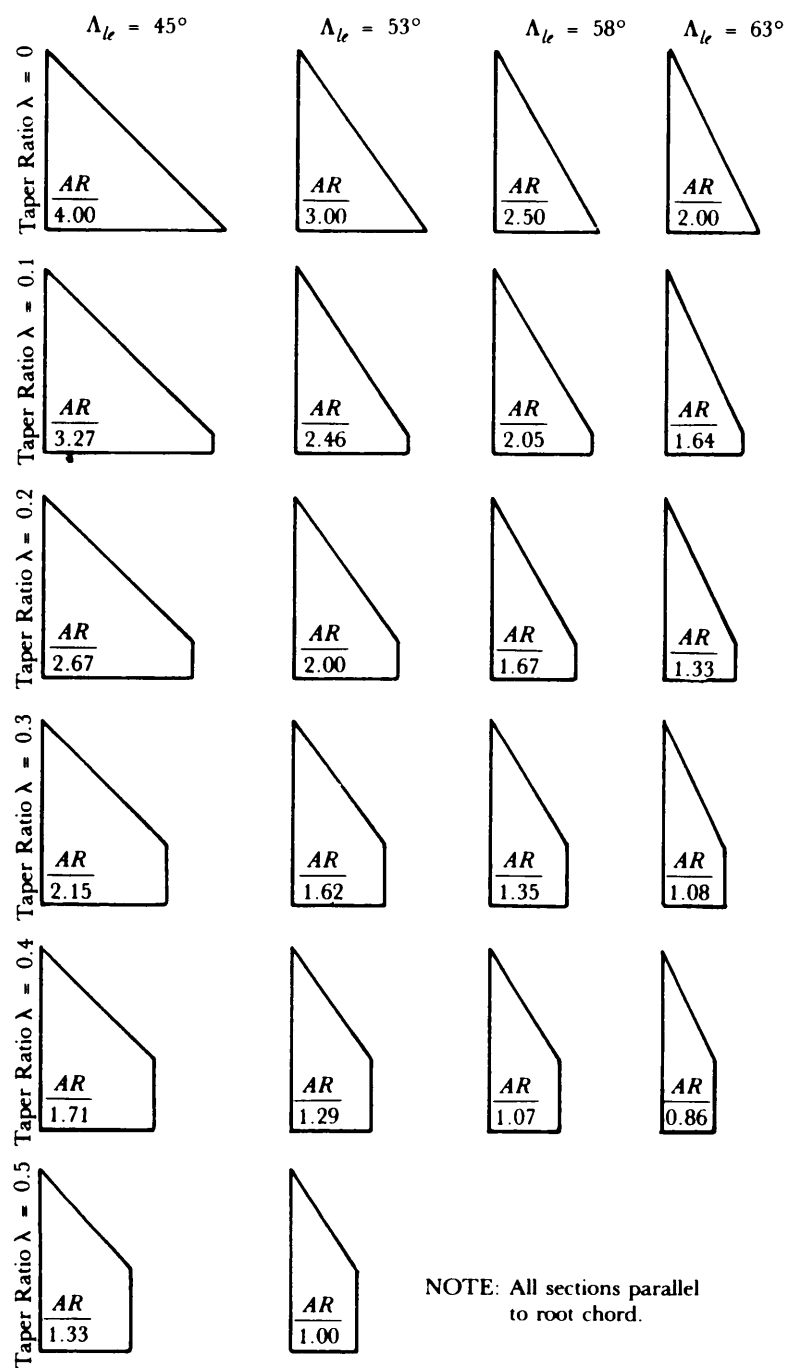 Λle = 45° Λle = 53° Λle = 58° Λle = 63°
Taper Ratio λ = 0
AR AR AR AR
4.00 3.00 2.50 2.00
Taper Ratio λ = 0.1
AR AR AR AR
3.27 2.46 2.05 1.64
Taper Ratio λ = 0.2
AR AR AR AR
2.67 2.00 1.67 1.33
Taper Ratio λ = 0.3
AR AR AR AR
2.15 1.62 1.35 1.08
Taper Ratio λ = 0.4
AR AR AR AR
1.71 1.29 1.07 0.86
Taper Ratio λ = 0.5
AR AR
1.33 1.00
NOTE: All sections parallel
to root chord.